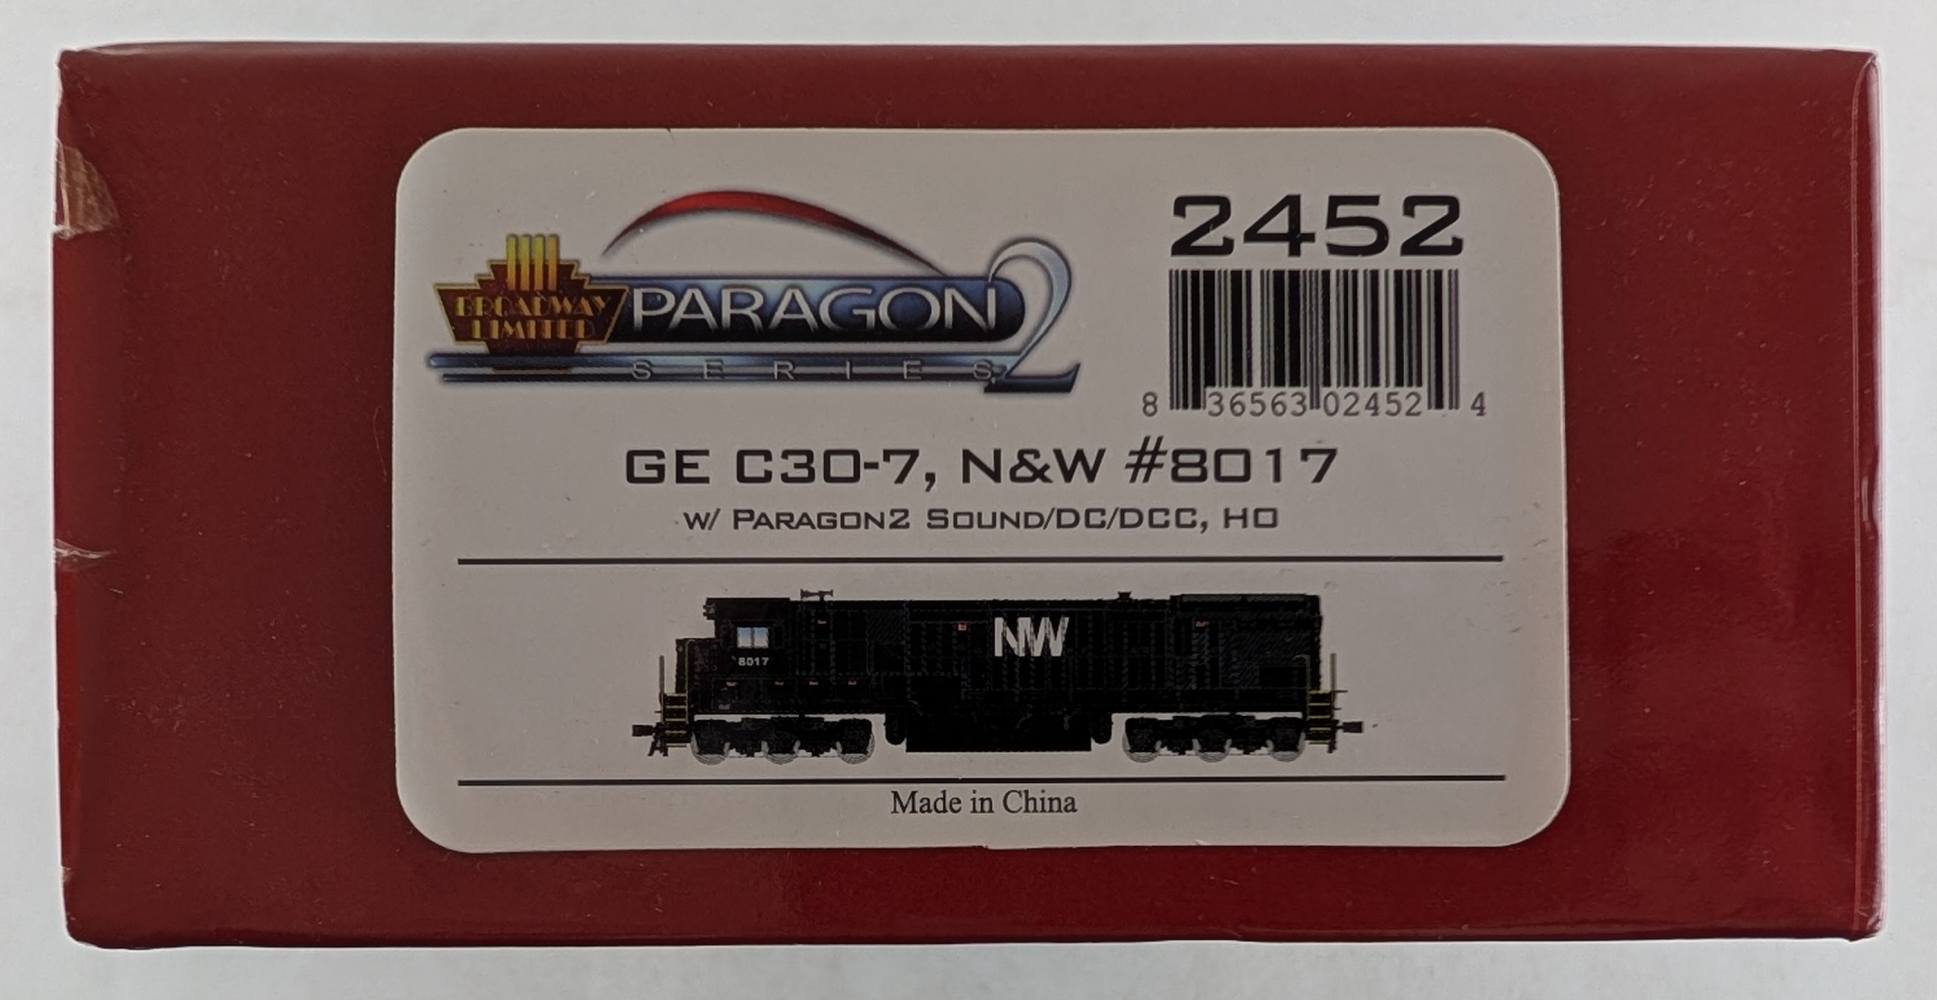 BROADWAY
LIMITED
PARAGON 2
SERIES
2452
8 36563 02452 4
GE C30-7, N&W #8017
w/ PARAGON2 SOUND/DC/DCC, HO
NW
8017
Made in China